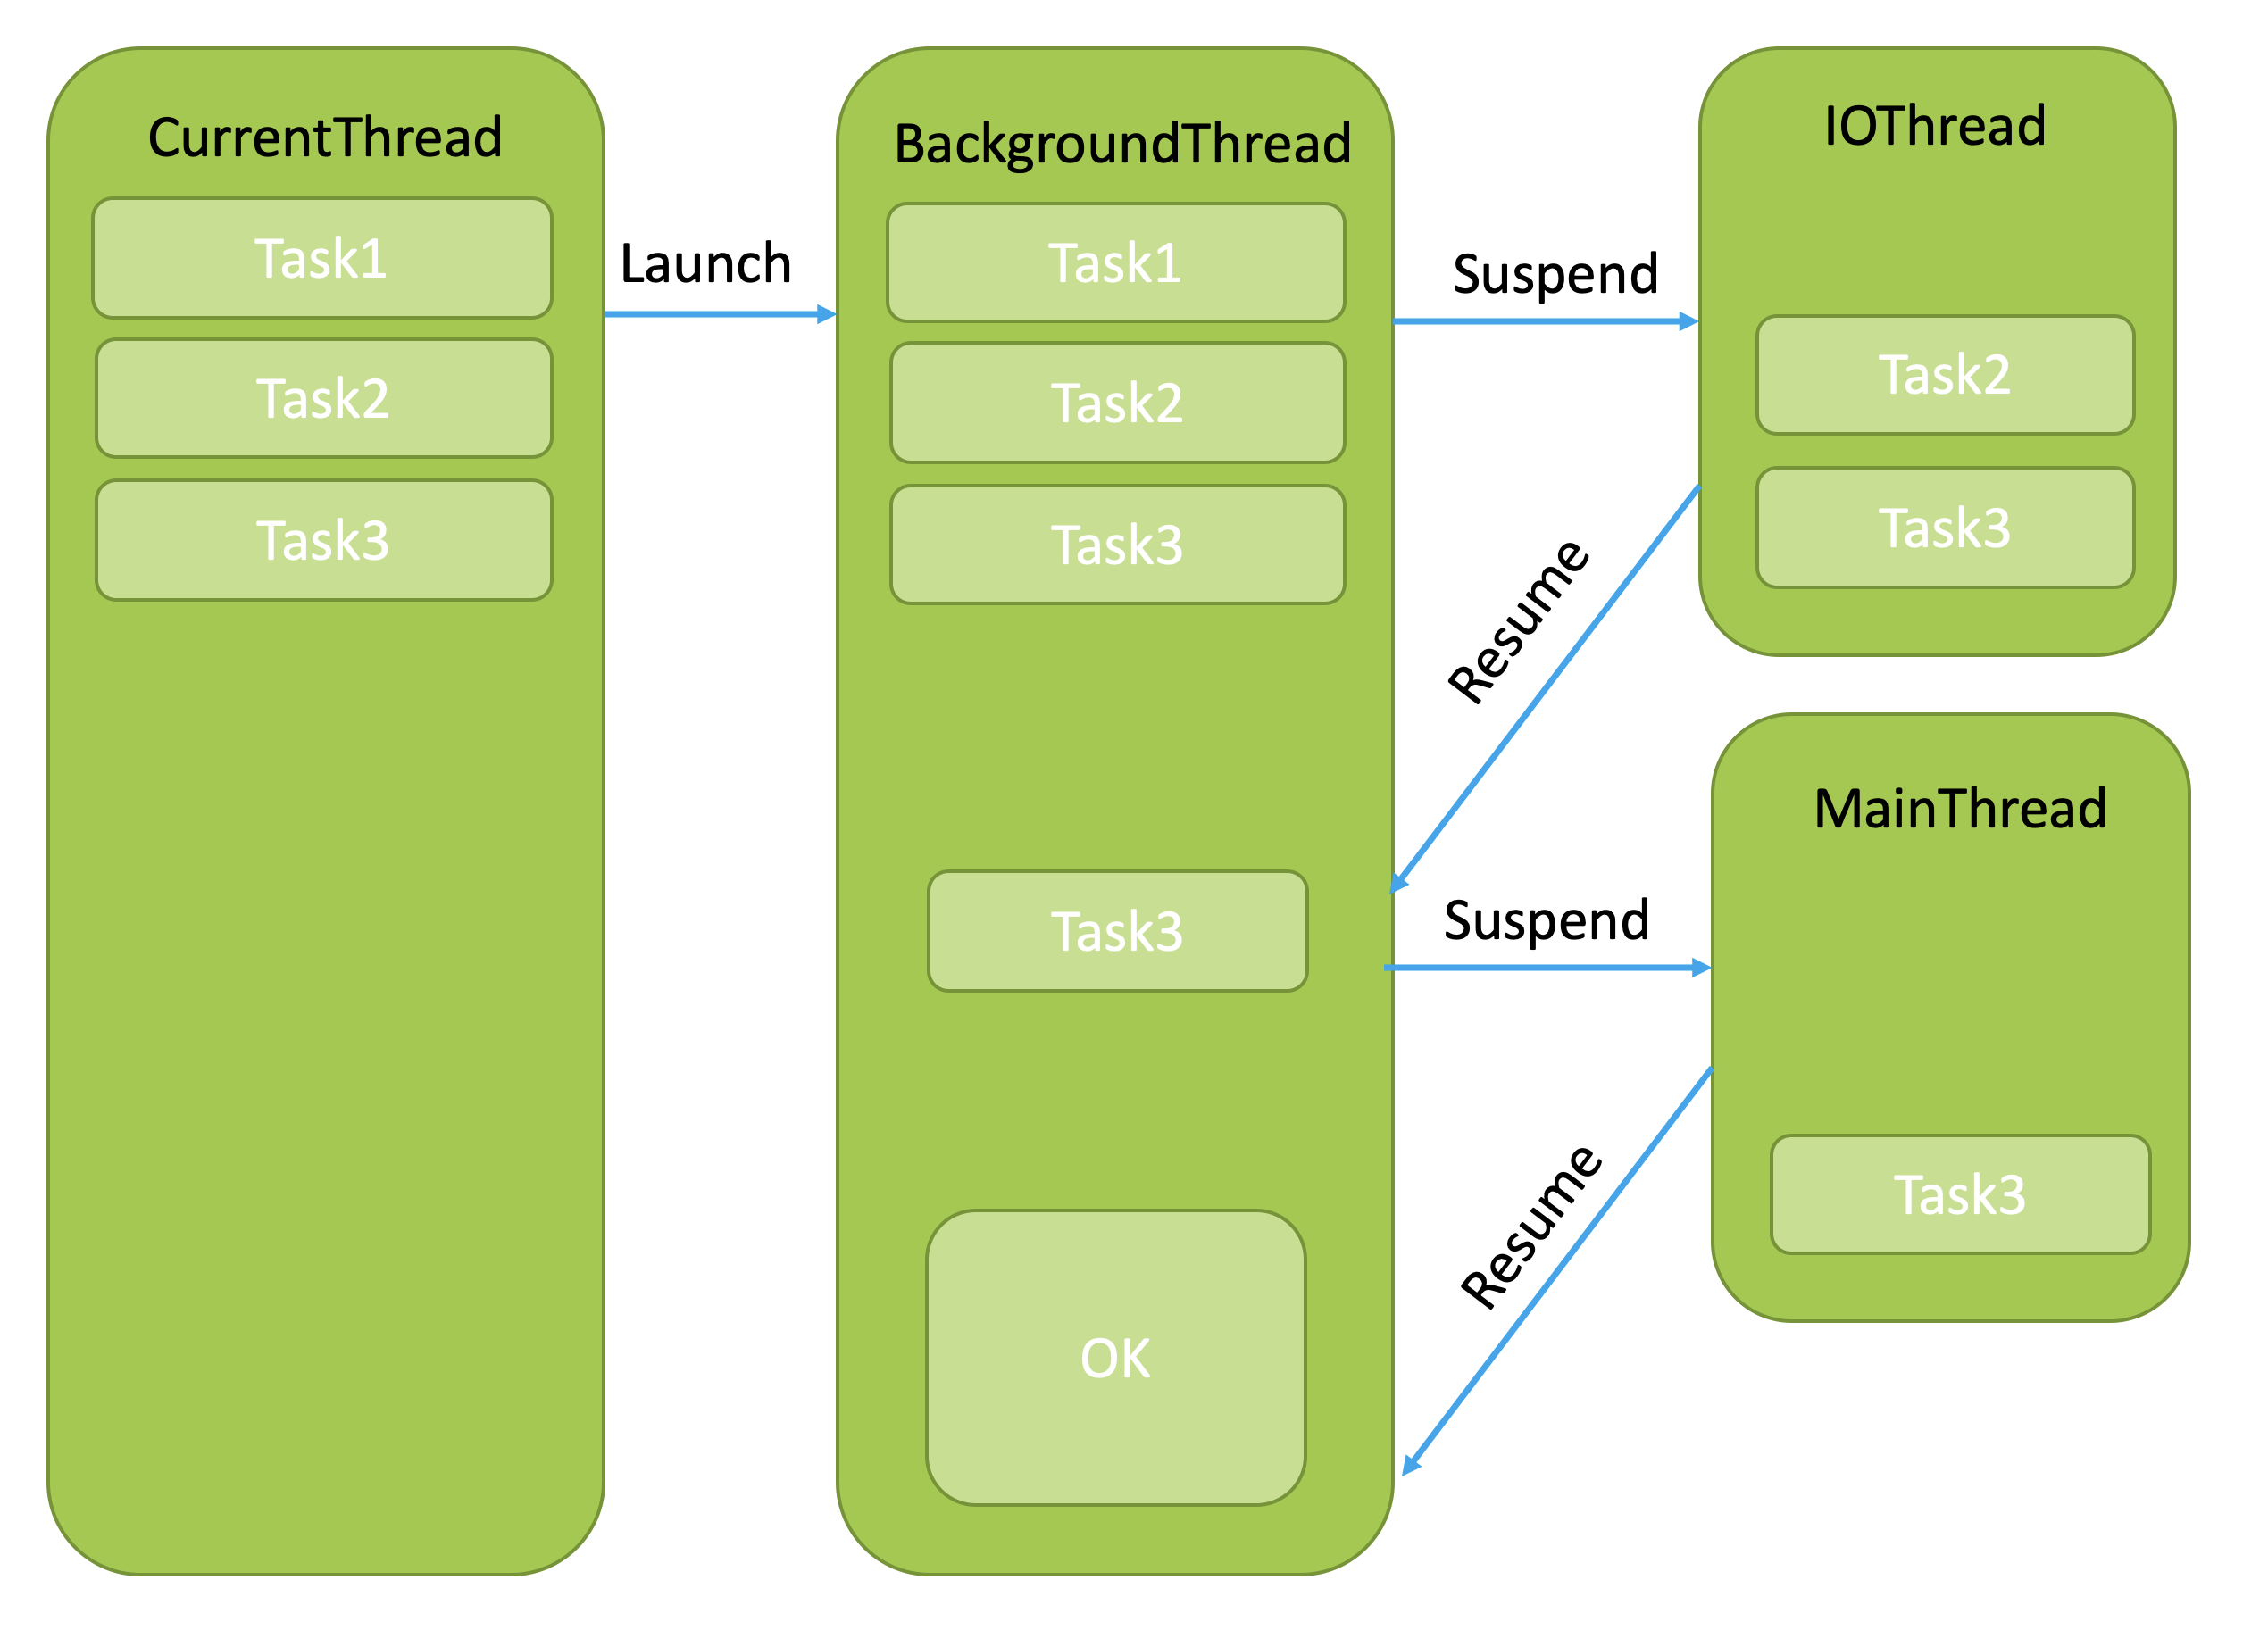 CurrentThread
Task1
Task2
Task3
Launch
BackgroundThread
Task1
Task2
Task3
Task3
OK
Suspend
Resume
Suspend
Resume
IOThread
Task2
Task3
MainThread
Task3